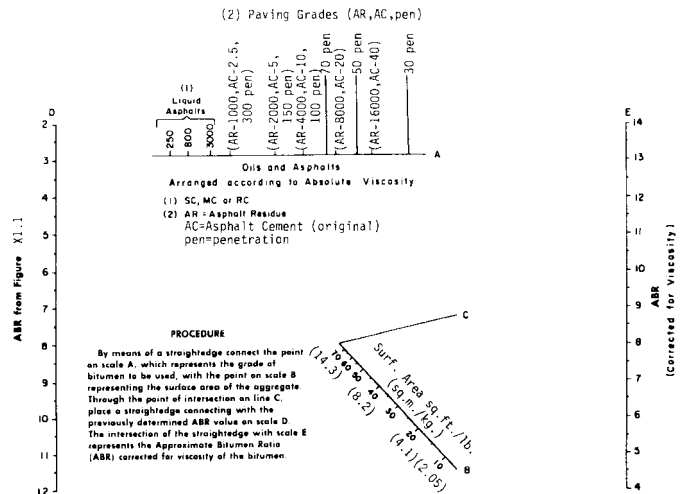 (2) Paving Grades (AR,AC,pen)
(1)
Liquid
Asphalts
250
800
3000
(AR-1000,AC-2.5,
300 pen)
(AR-2000,AC-5,
150 pen)
(AR-4000,AC-10,
100 pen)
70 pen
(AR-8000,AC-20)
50 pen
(AR-16000,AC-40)
30 pen
A
Oils and Asphalts
Arranged according to Absolute Viscosity
(1) SC, MC or RC
(2) AR = Asphalt Residue
AC=Asphalt Cement (original)
pen=penetration
D
2
3
4
5
6
7
8
9
10
11
12
ABR from Figure X1.1
PROCEDURE
By means of a straightedge connect the point
on scale A, which represents the grade of
bitumen to be used, with the point on scale B
representing the surface area of the aggregate.
Through the point of intersection on line C,
place a straightedge connecting with the
previously determined ABR value on scale D.
The intersection of the straightedge with scale E
represents the Approximate Bitumen Ratio
(ABR) corrected for viscosity of the bitumen.
C
Surf. Area sq.ft./lb.
(sq.m./kg.)
70 60 50 40 30 20 10
(14.3)
(8.2)
(4.1)
(2.05)
B
E
14
13
12
11
10
9
8
7
6
5
4
ABR
(Corrected for Viscosity)